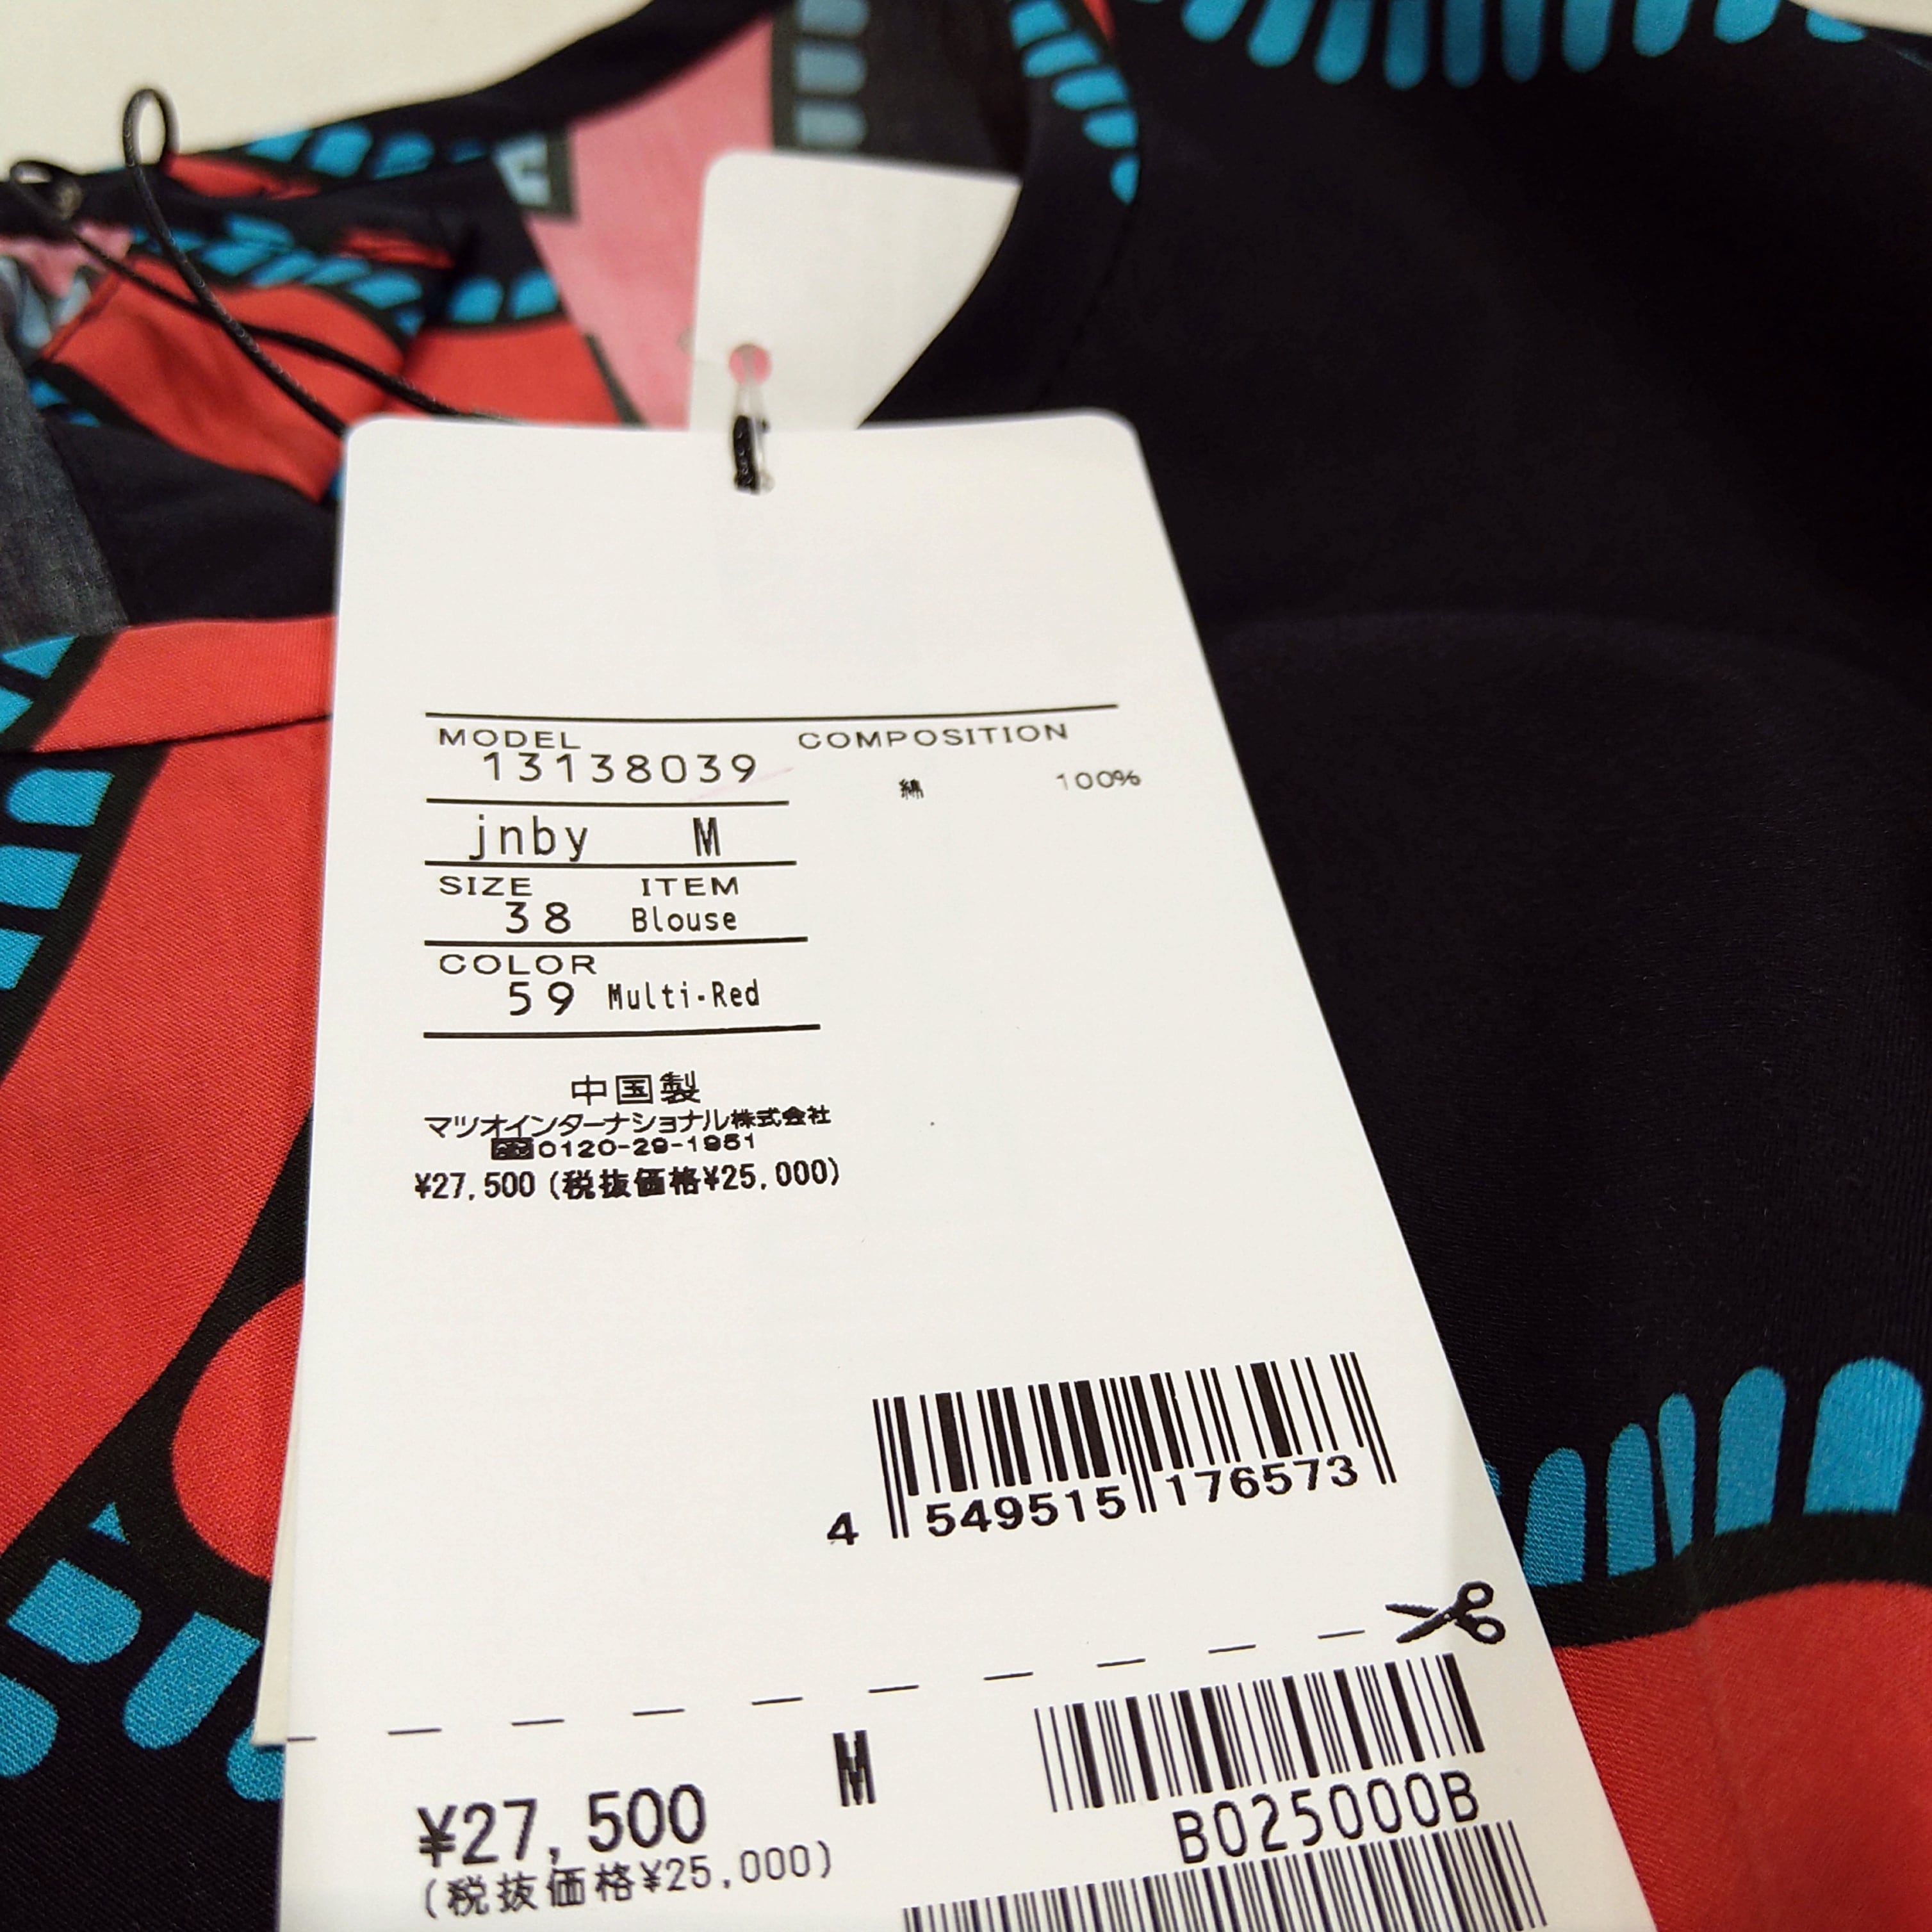 MODEL COMPOSITION
13138039 綿 100%
jnby M
SIZE ITEM
38 Blouse
COLOR
59 Multi-Red
中国製
マツオインターナショナル株式会社
0120-29-1951
¥27,500(税抜価格¥25,000)
4 549515 176573
M
¥27,500
(税抜価格¥25,000)
B025000B